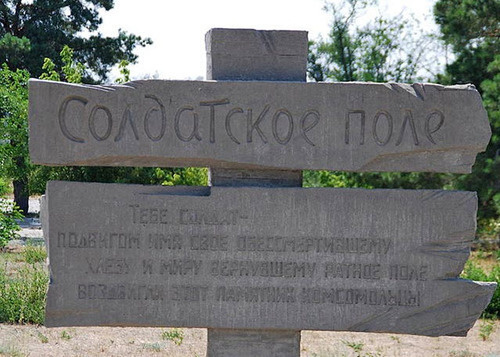 Солдатское поле
Тебе солдат-
подвигом имя свое обессмертившему
хлебу и миру вернувшему ратное поле
воздвигли этот памятник комсомольцы